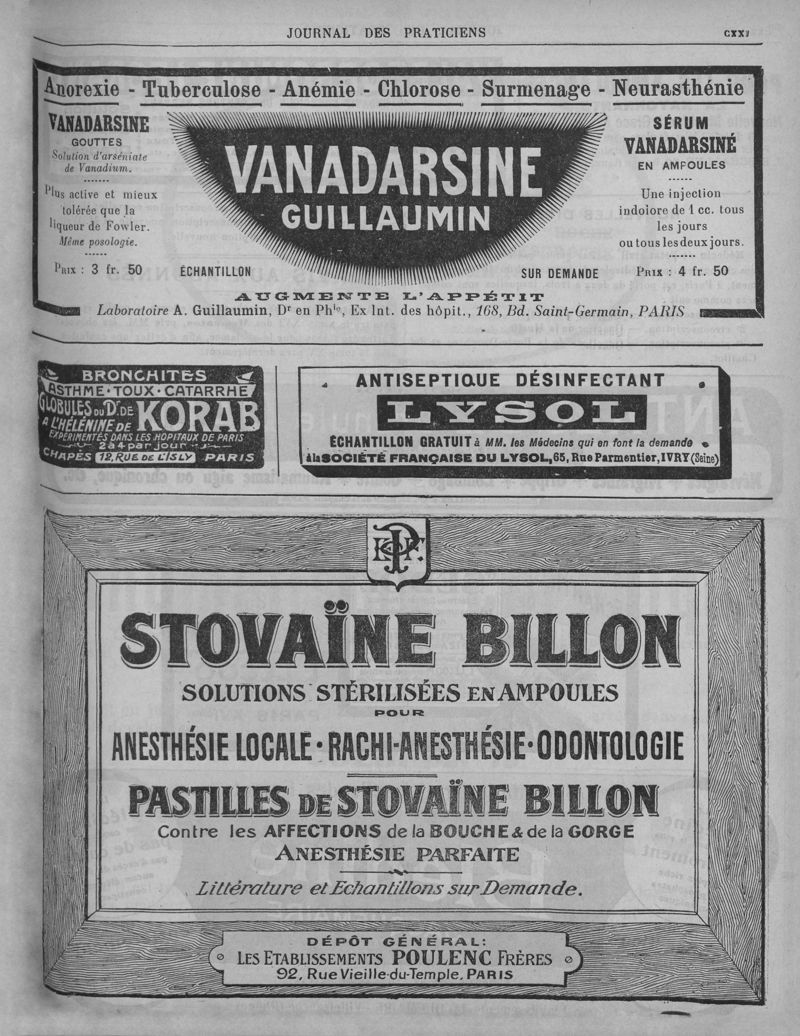 JOURNAL DES PRATICIENS
CXXJ
Anorexie - Tuberculose - Anémie - Chlorose - Surmenage - Neurasthénie
VANADARSINE
GOUTTES
Solution d'arséniate
de Vanadium.
Plus active et mieux
tolérée que la
liqueur de Fowler.
Même posologie.
PRIX : 3 fr. 50
VANADARSINE
GUILLAUMIN
ÉCHANTILLON
SUR DEMANDE
SÉRUM
VANADARSINÉ
EN AMPOULES
Une injection
indolore de 1 cc. tous
les jours
ou tous les deux jours.
PRIX : 4 fr. 50
AUGMENTE L'APPÉTIT
Laboratoire A. Guillaumin, Dr en Phie, Ex Int. des hôpit., 168, Bd. Saint-Germain, PARIS
BRONCHITES
ASTHME·TOUX·CATARRHE
GLOBULES DU Dr DE
A L'HÉLÉNINE DE
KORAB
EXPÉRIMENTÉS DANS LES HOPITAUX DE PARIS
2 à 4 par jour
CHAPÈS 12, RUE DE L'ISLY PARIS
ANTISEPTIQUE DÉSINFECTANT
LYSOL
ÉCHANTILLON GRATUIT à MM. les Médecins qui en font la demande
à la SOCIÉTÉ FRANÇAISE DU LYSOL, 65, Rue Parmentier, IVRY (Seine)
STOVAÏNE BILLON
SOLUTIONS STÉRILISÉES EN AMPOULES
POUR
ANESTHÉSIE LOCALE · RACHI-ANESTHÉSIE · ODONTOLOGIE
PASTILLES DE STOVAÏNE BILLON
Contre les AFFECTIONS de la BOUCHE & de la GORGE
ANESTHÉSIE PARFAITE
Littérature et Echantillons sur Demande.
DÉPÔT GÉNÉRAL:
LES ETABLISSEMENTS POULENC FRÈRES
92, Rue Vieille-du-Temple, PARIS